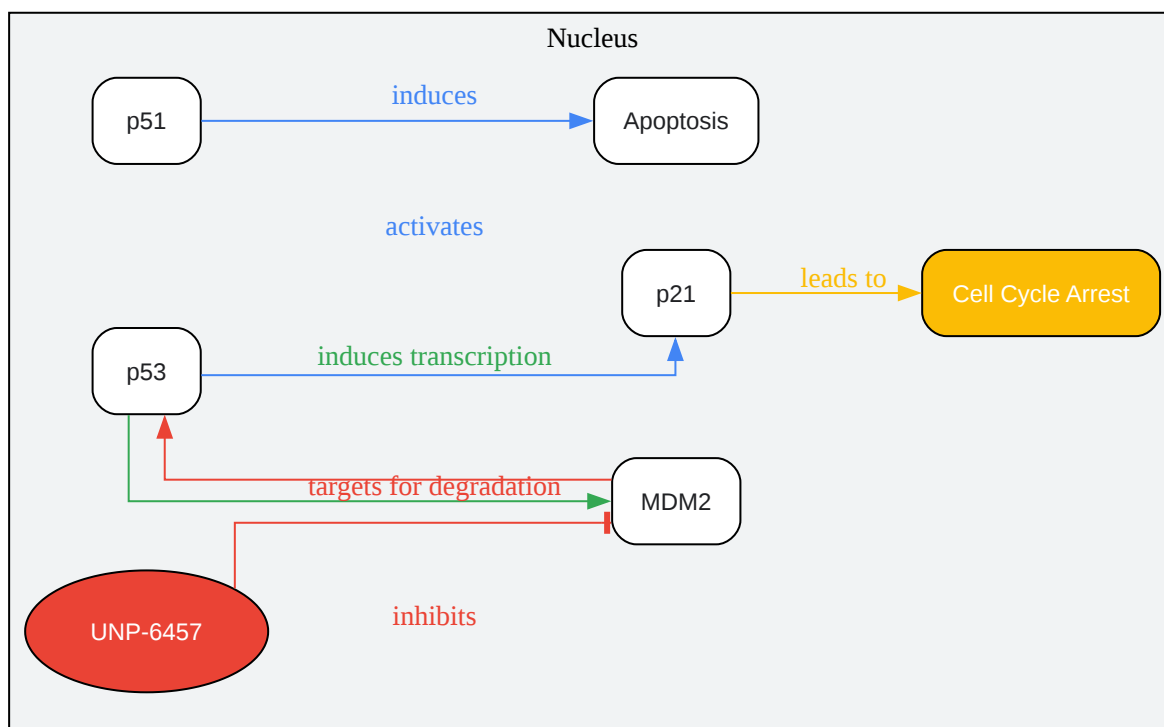 Nucleus
p51
induces
Apoptosis
activates
p21
leads to
Cell Cycle Arrest
p53
induces transcription
targets for degradation
MDM2
UNP-6457
inhibits